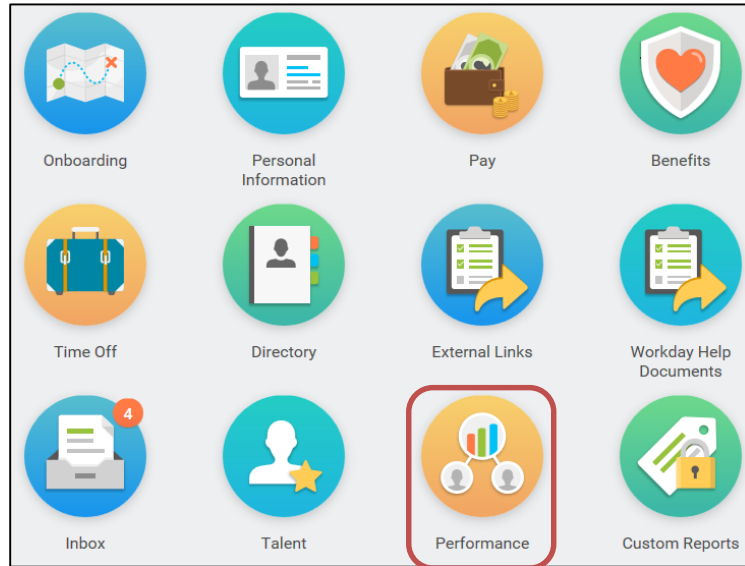 Onboarding
Personal
Information
Pay
Benefits
Time Off
Directory
External Links
Workday Help
Documents
4
Inbox
Talent
Performance
Custom Reports